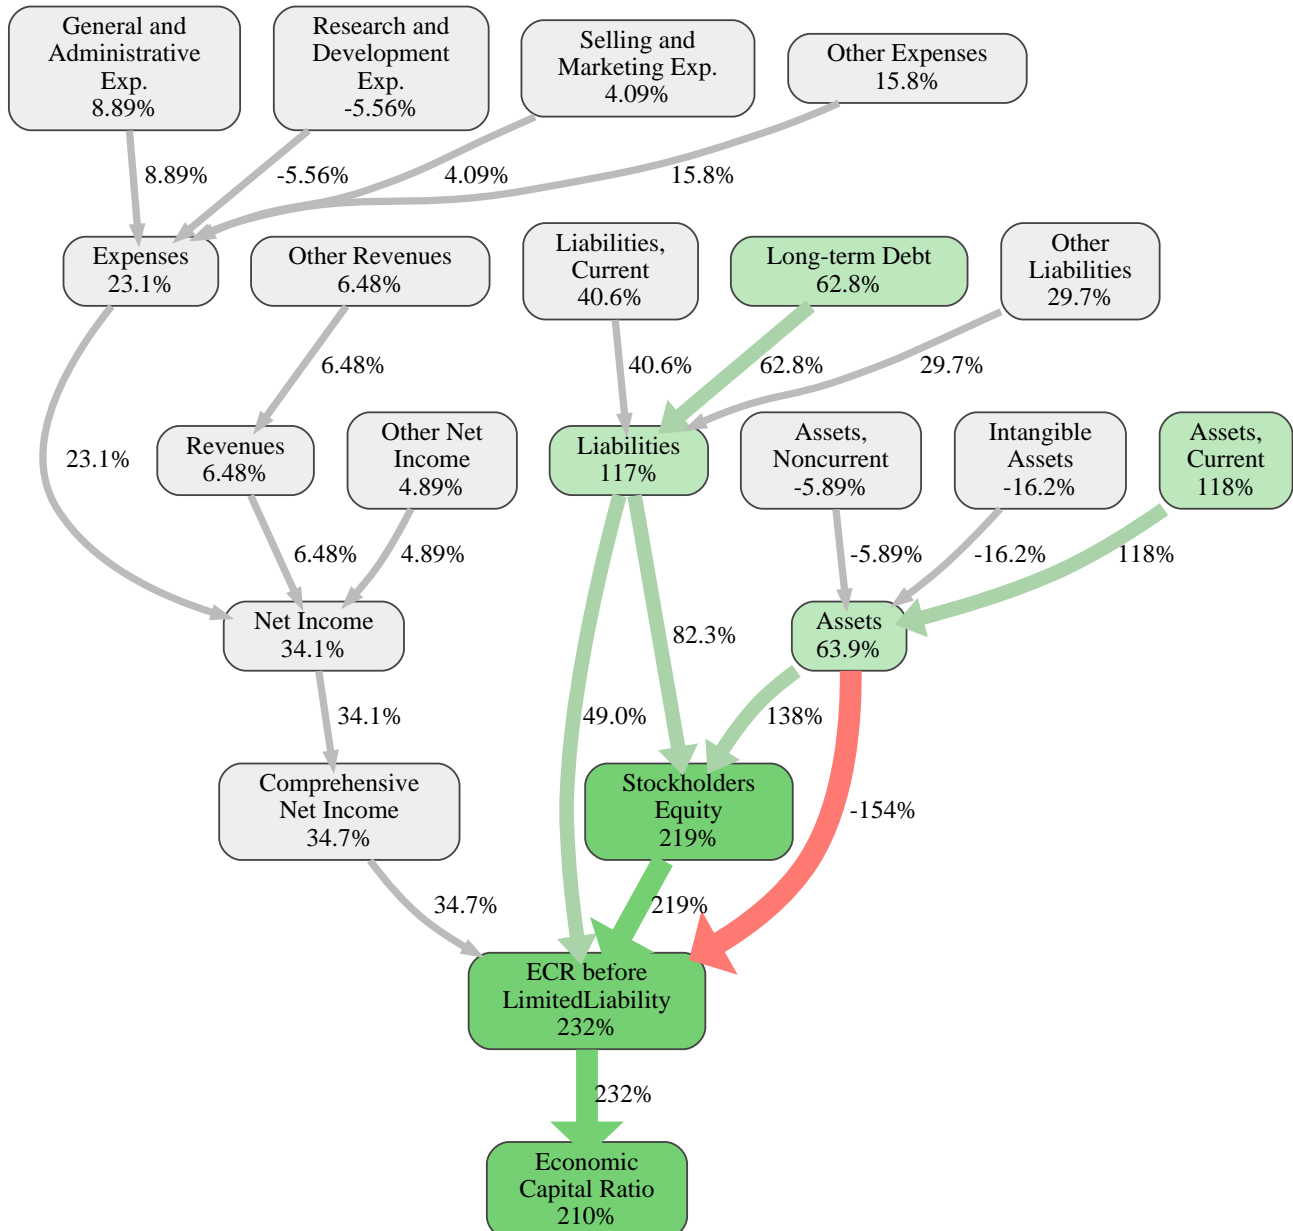 General and
Administrative
Exp.
8.89%
Research and
Development
Exp.
-5.56%
Selling and
Marketing Exp.
4.09%
Other Expenses
15.8%
8.89%
-5.56%
4.09%
15.8%
Expenses
23.1%
Other Revenues
6.48%
Liabilities,
Current
40.6%
Long-term Debt
62.8%
Other
Liabilities
29.7%
6.48%
40.6%
62.8%
29.7%
23.1%
Revenues
6.48%
Other Net
Income
4.89%
Liabilities
117%
Assets,
Noncurrent
-5.89%
Intangible
Assets
-16.2%
Assets,
Current
118%
6.48%
4.89%
-5.89%
-16.2%
118%
Net Income
34.1%
82.3%
Assets
63.9%
34.1%
49.0%
138%
Comprehensive
Net Income
34.7%
Stockholders
Equity
219%
-154%
34.7%
219%
ECR before
LimitedLiability
232%
232%
Economic
Capital Ratio
210%